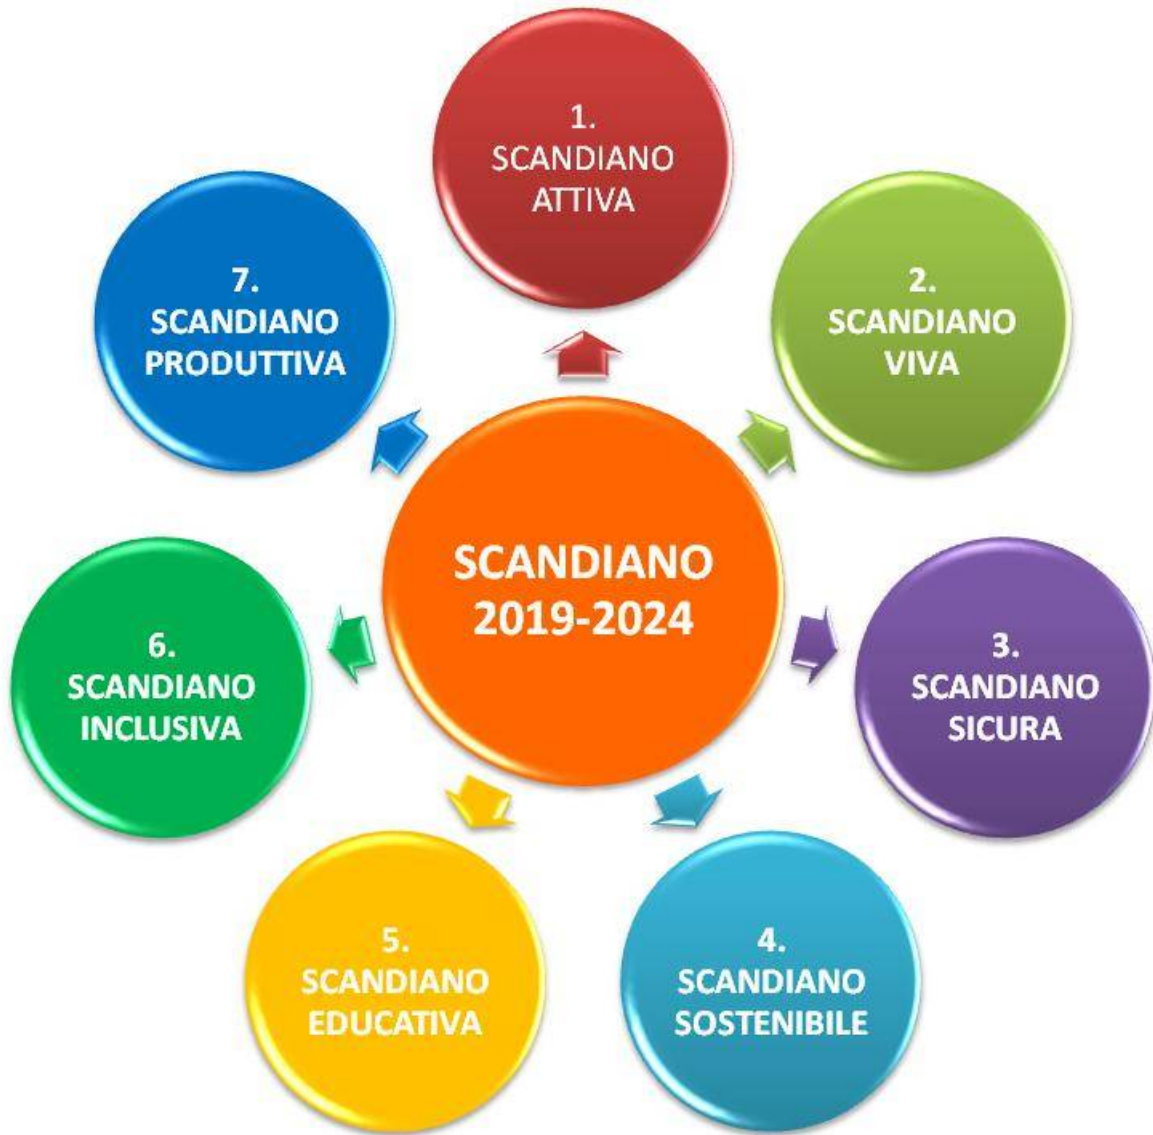 1.
SCANDIANO
ATTIVA
2.
SCANDIANO
VIVA
3.
SCANDIANO
SICURA
4.
SCANDIANO
SOSTENIBILE
5.
SCANDIANO
EDUCATIVA
6.
SCANDIANO
INCLUSIVA
7.
SCANDIANO
PRODUTTIVA
SCANDIANO
2019-2024